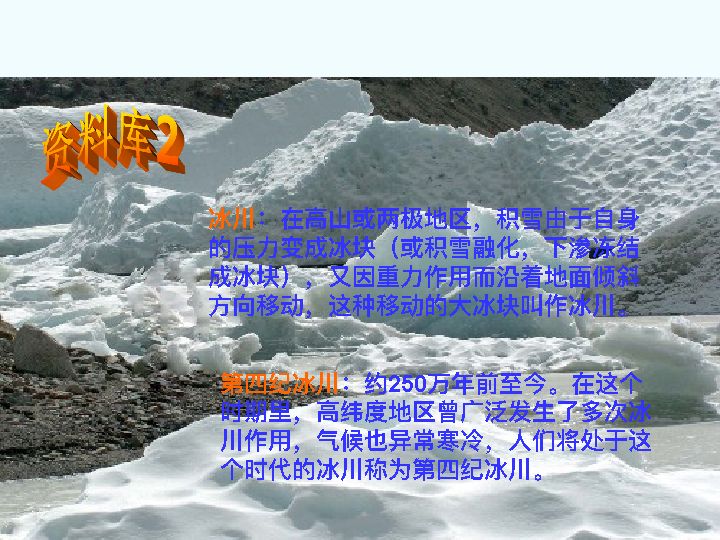 资料库2
冰川：在高山或两极地区，积雪由于自身
的压力变成冰块（或积雪融化，下渗冻结
成冰块），又因重力作用而沿着地面倾斜
方向移动，这种移动的大冰块叫作冰川。
第四纪冰川：约250万年前至今。在这个
时期里，高纬度地区曾广泛发生了多次冰
川作用，气候也异常寒冷，人们将处于这
个时代的冰川称为第四纪冰川。